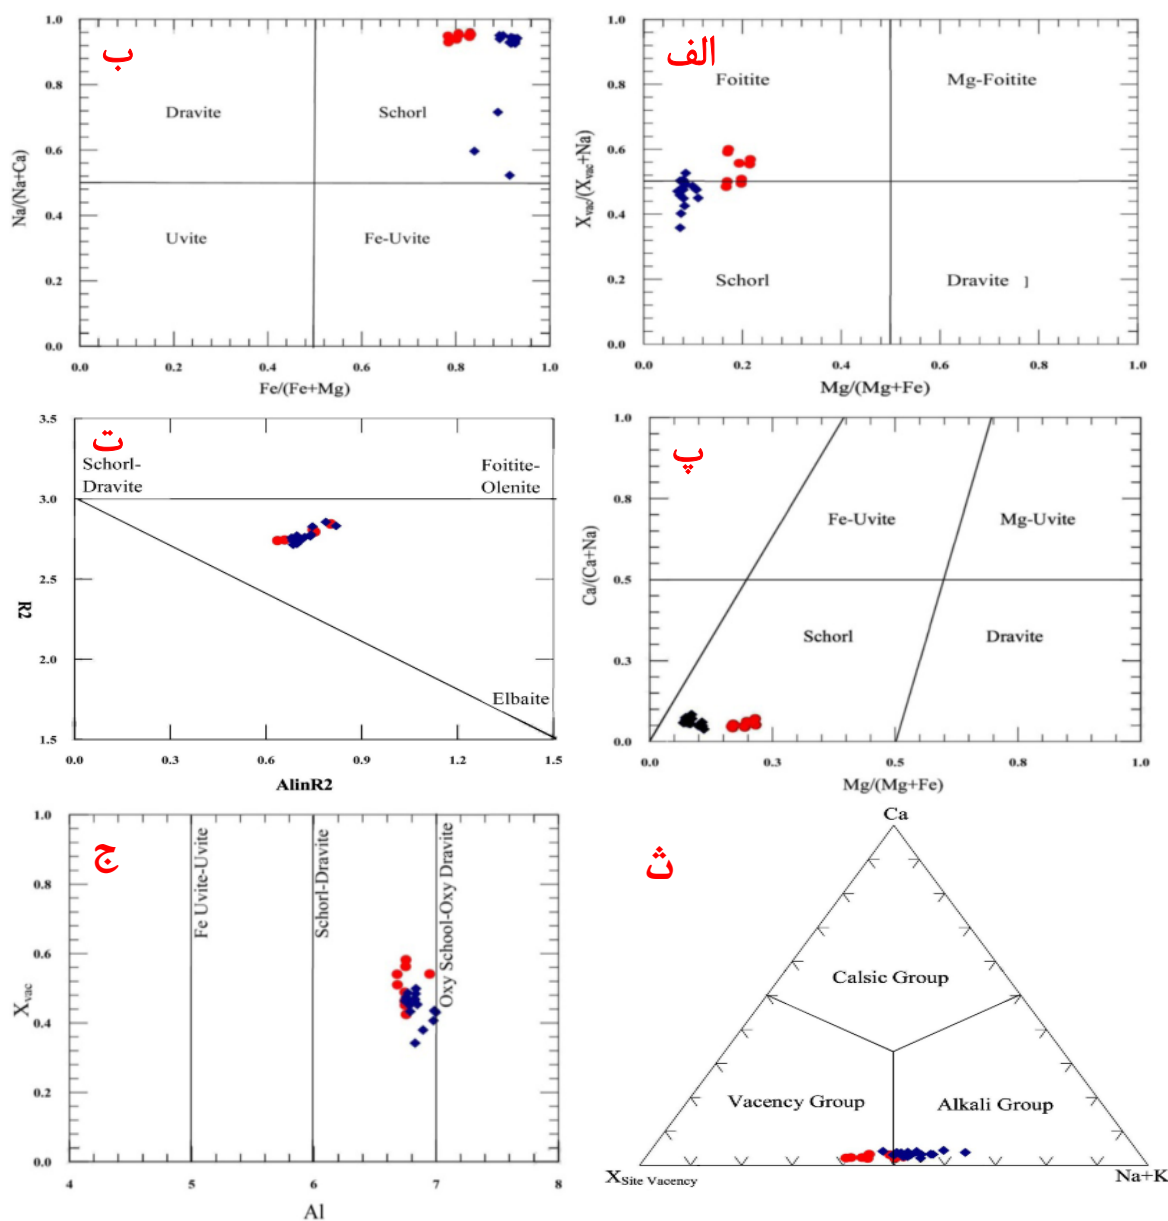 ب
1.0
0.8
0.6
0.4
0.2
0.0
Na/(Na+Ca)
Dravite
Schorl
Uvite
Fe-Uvite
0.0 0.2 0.4 0.6 0.8 1.0
Fe/(Fe+Mg)
الف
1.0
0.8
0.6
0.4
0.2
0.0
X_vac/(X_vac+Na)
Foitite
Mg-Foitite
Schorl
Dravite ]
0.0 0.2 0.4 0.6 0.8 1.0
Mg/(Mg+Fe)
ت
3.5
3.0
2.5
2.0
1.5
R2
Schorl-
Dravite
Foitite-
Olenite
Elbaite
0.0 0.3 0.6 0.9 1.2 1.5
AlinR2
پ
1.0
0.8
0.5
0.3
0.0
Ca/(Ca+Na)
Fe-Uvite
Mg-Uvite
Schorl
Dravite
0.0 0.3 0.5 0.8 1.0
Mg/(Mg+Fe)
ج
1.0
0.8
0.6
0.4
0.2
0.0
X_vac
Fe Uvite-Uvite
Schorl-Dravite
Oxy School-Oxy Dravite
4 5 6 7 8
Al
ث
Ca
Calsic Group
Vacency Group
Alkali Group
X_Site Vacency
Na+K